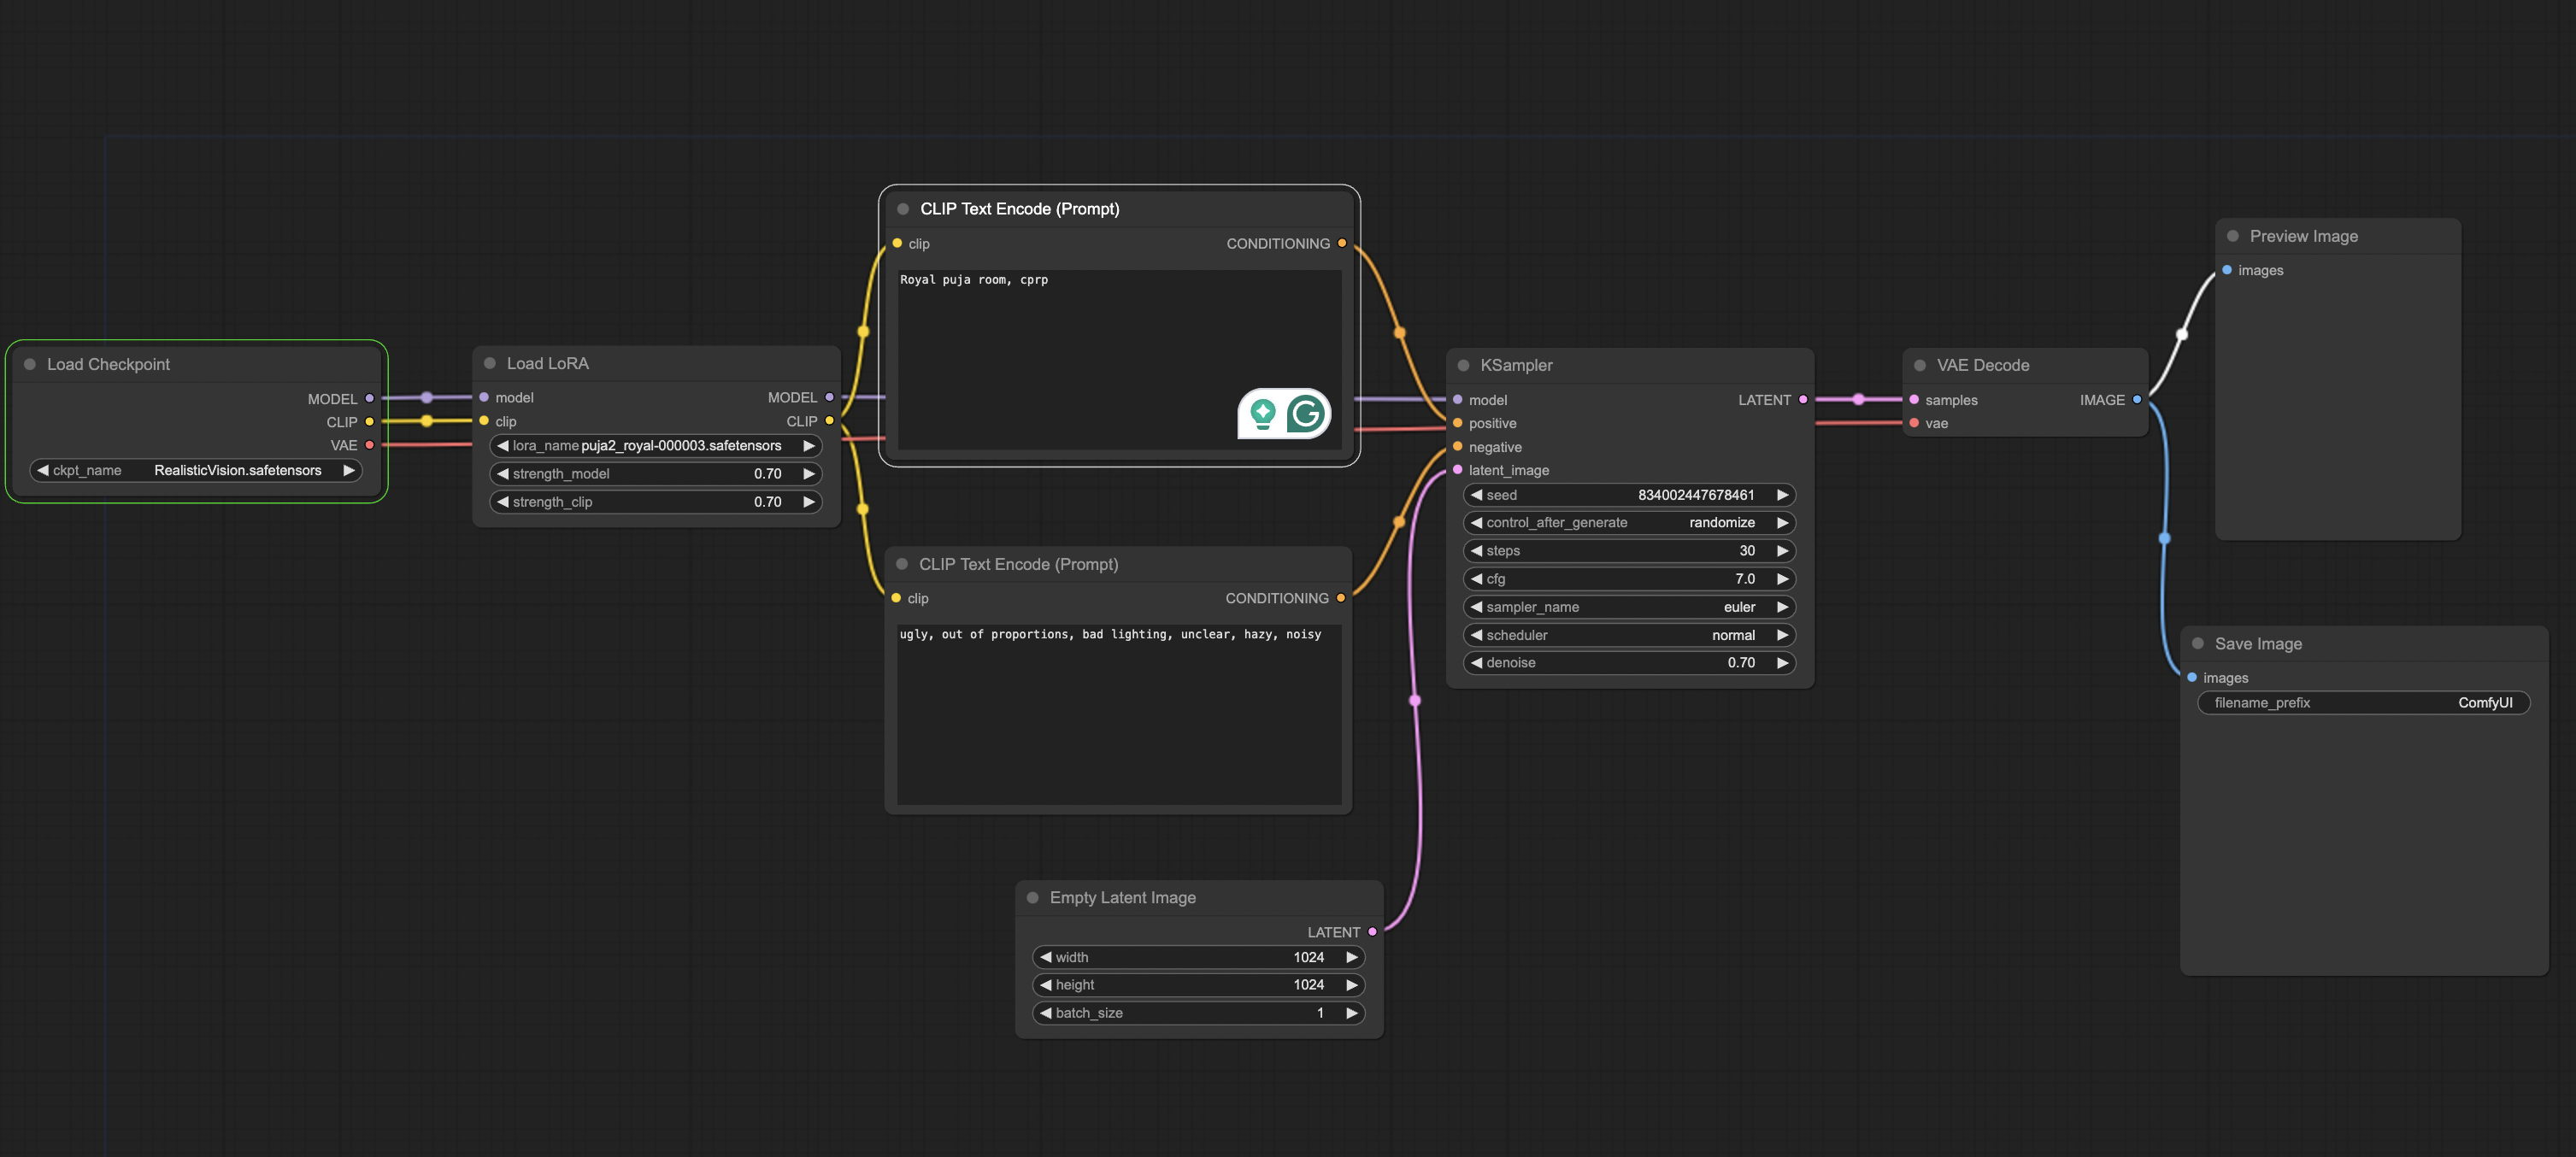 Load Checkpoint
MODEL
CLIP
VAE
ckpt_name RealisticVision.safetensors
Load LoRA
model MODEL
clip CLIP
lora_name puja2_royal-000003.safetensors
strength_model 0.70
strength_clip 0.70
CLIP Text Encode (Prompt)
clip CONDITIONING
Royal puja room, cprp
CLIP Text Encode (Prompt)
clip CONDITIONING
ugly, out of proportions, bad lighting, unclear, hazy, noisy
Empty Latent Image
LATENT
width 1024
height 1024
batch_size 1
KSampler
model LATENT
positive
negative
latent_image
seed 834002447678461
control_after_generate randomize
steps 30
cfg 7.0
sampler_name euler
scheduler normal
denoise 0.70
VAE Decode
samples IMAGE
vae
Preview Image
images
Save Image
images
filename_prefix ComfyUI